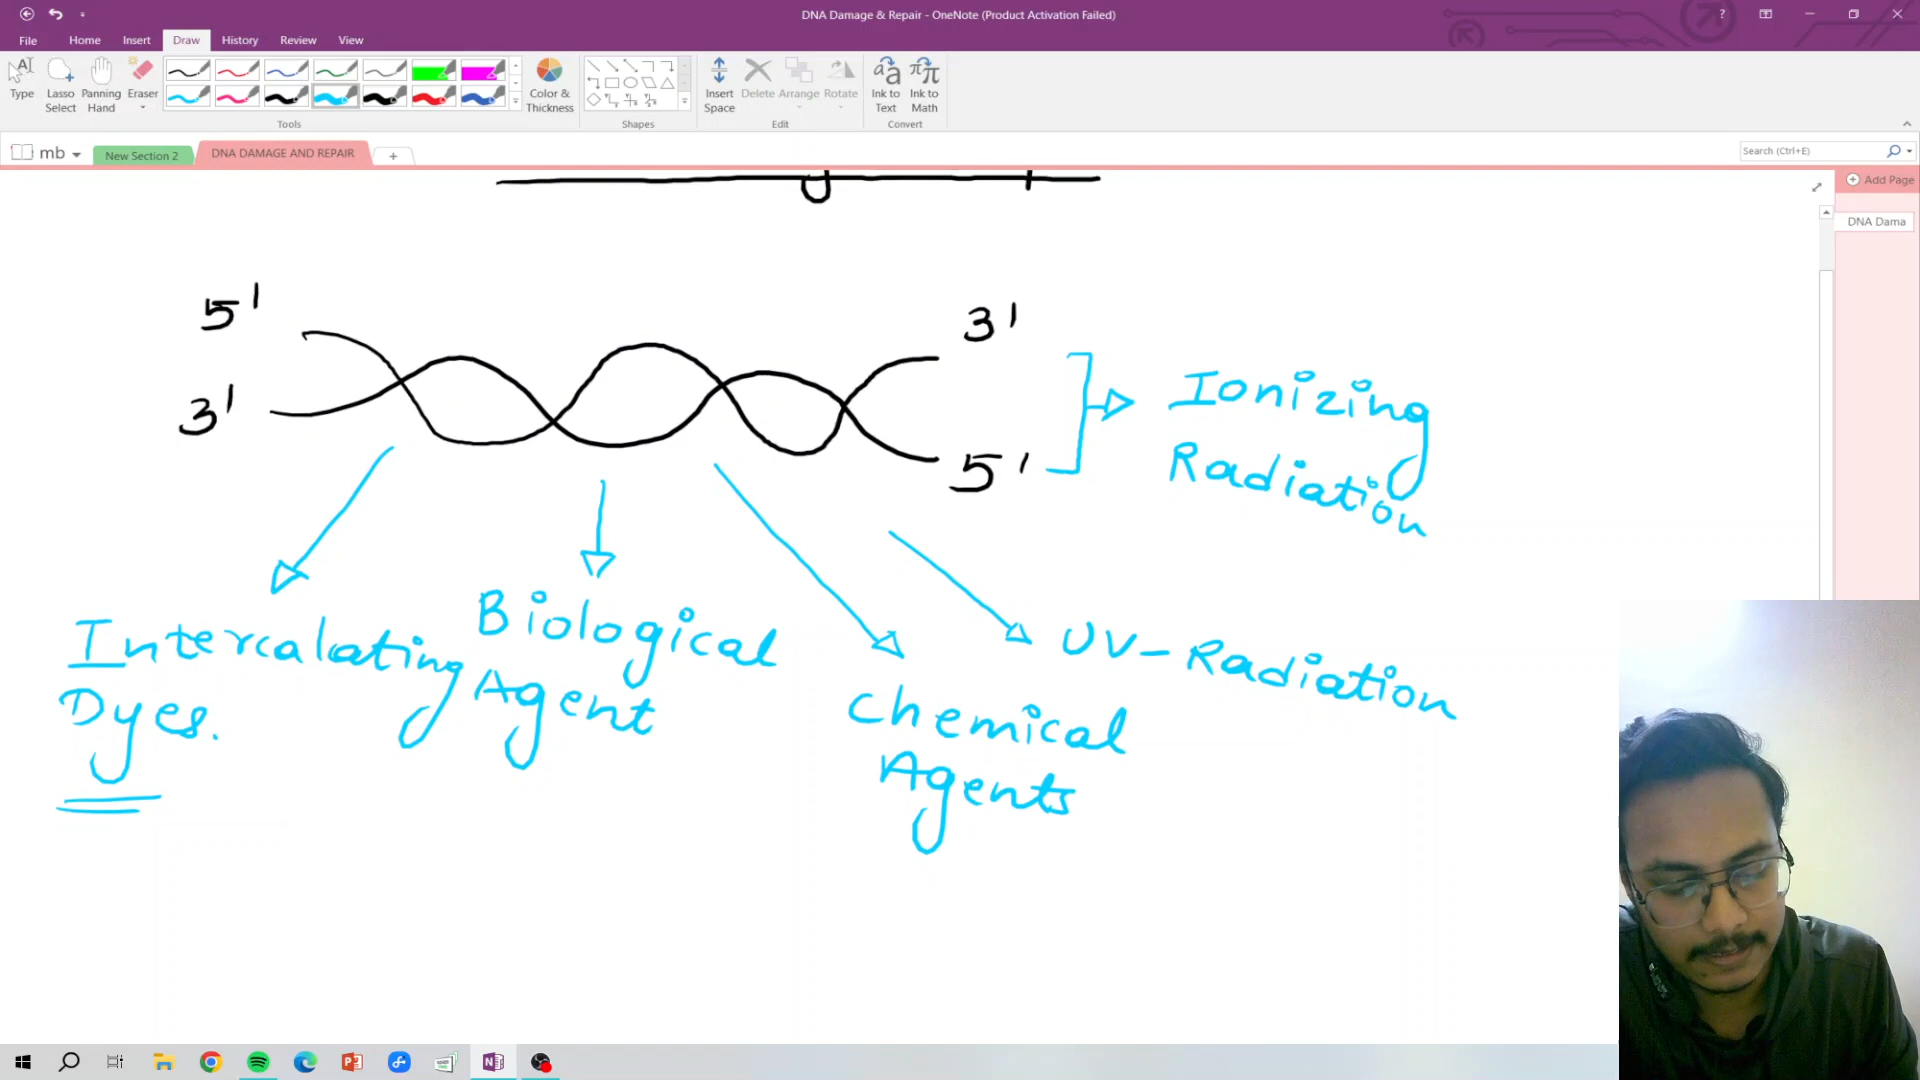 DNA Damage & Repair - OneNote (Product Activation Failed)
?
File Home Insert Draw History Review View
Type
Lasso Select
Panning Hand
Eraser
Color & Thickness
Insert Space
Delete
Arrange
Rotate
Ink to Text
Ink to Math
Tools
Shapes
Edit
Convert
mb
New Section 2
DNA DAMAGE AND REPAIR
+
Search (Ctrl+E)
Add Page
DNA Dama
5'
3'
3'
5'
Ionizing
Radiation
Intercalating
Dyes.
Biological
Agent
Chemical
Agents
UV-Radiation